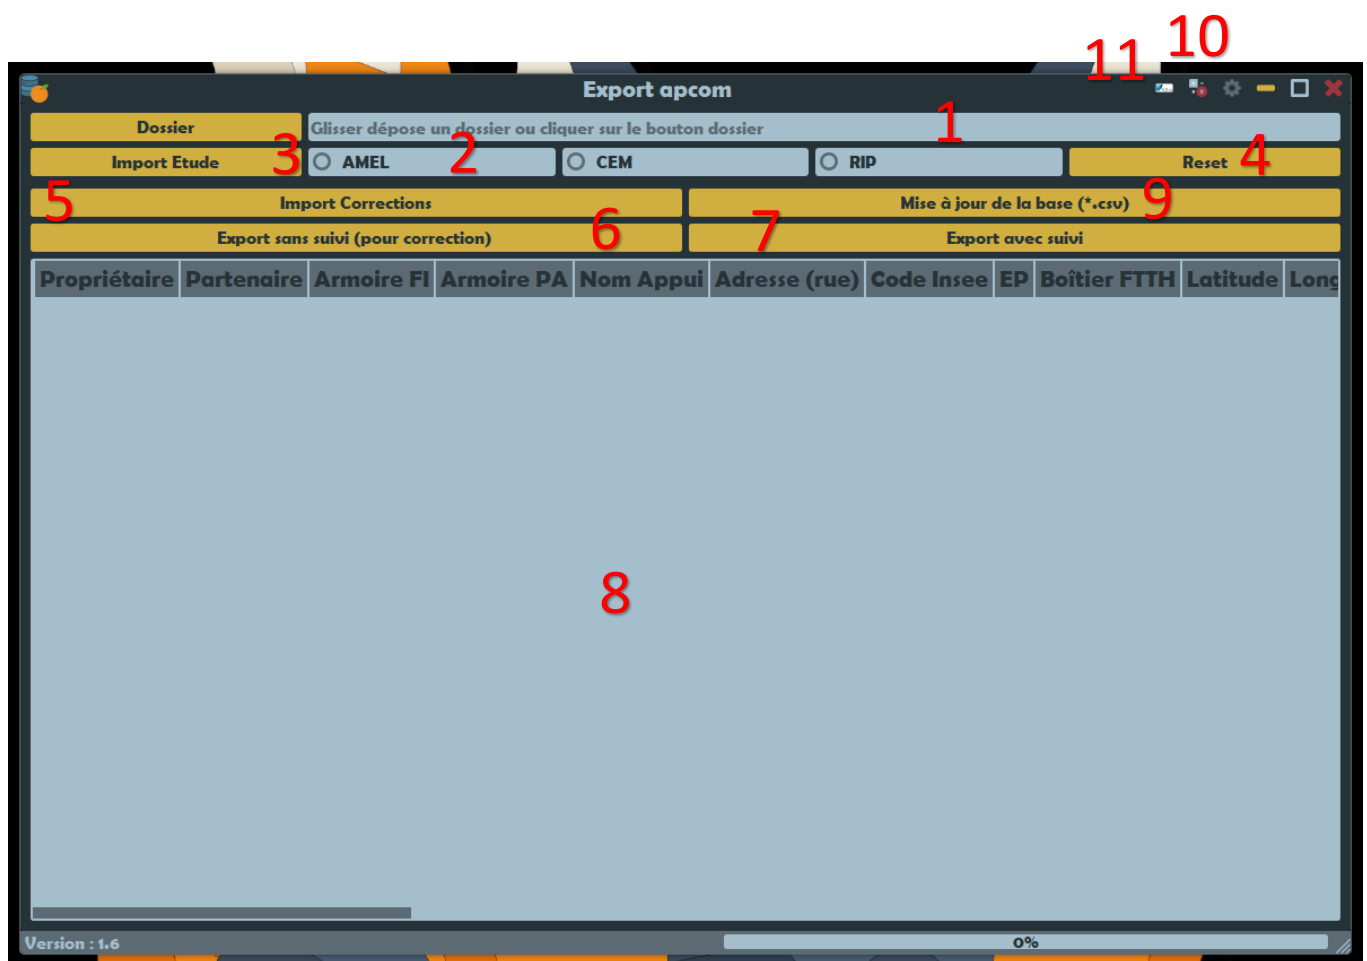 10
11
Export apcom
1
Dossier
Glisser dépose un dossier ou cliquer sur le bouton dossier
Import Etude
3
AMEL
2
CEM
RIP
Reset
4
5
Import Corrections
Mise à jour de la base (*.csv)
9
Export sans suivi (pour correction)
6
7
Export avec suivi
Propriétaire Partenaire Armoire FI Armoire PA Nom Appui Adresse (rue) Code Insee EP Boîtier FTTH Latitude Long
8
Version : 1.6
0%